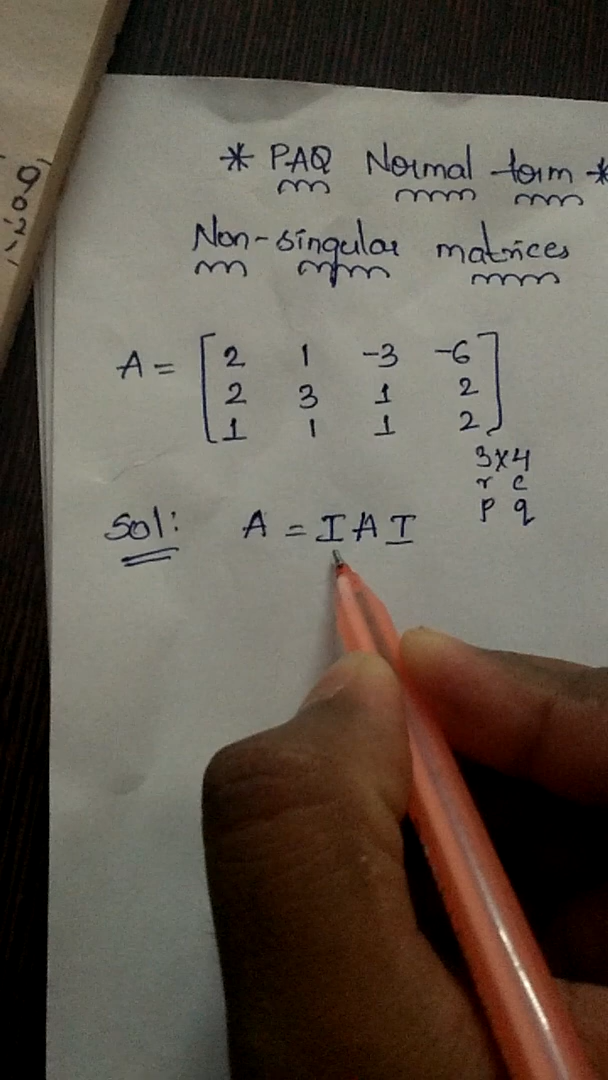 * PAQ Normal form *
Non-singular matrices
A = [ 2 1 -3 -6
2 3 1 2
1 1 1 2 ]
3x4
r c
p q
Sol: A = I A I